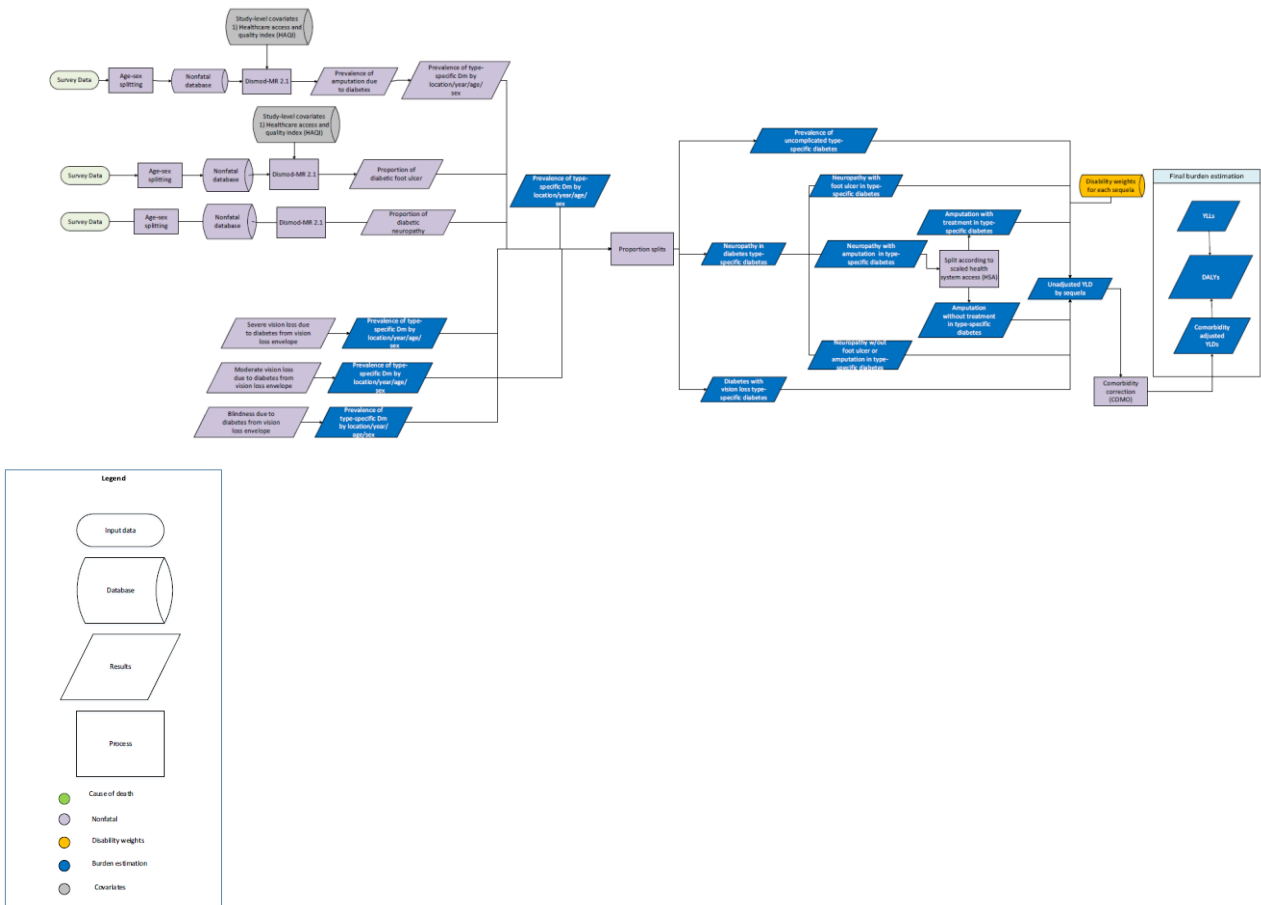 Study-level covariates
1) Healthcare access and
quality index (HAQI)
Survey Data
Age-sex
splitting
Nonfatal
database
Dismod-MR 2.1
Prevalence of
amputation due
to diabetes
Prevalence of type-
specific Dm by
location/year/age/
sex
Study-level covariates
1) Healthcare access and
quality index (HAQI)
Survey Data
Age-sex
splitting
Nonfatal
database
Dismod-MR 2.1
Proportion of
diabetic foot ulcer
Survey Data
Age-sex
splitting
Nonfatal
database
Dismod-MR 2.1
Proportion of
diabetic
neuropathy
Prevalence of type-
specific Dm by
location/year/age/
sex
Severe vision loss due
to diabetes from vision
loss envelope
Prevalence of type-
specific Dm by
location/year/age/
sex
Moderate vision loss
due to diabetes from
vision loss envelope
Prevalence of type-
specific Dm by
location/year/age/
sex
Blindness due to
diabetes from vision
loss envelope
Prevalence of
type-specific Dm
by location/year/
age/sex
Proportion splits
Prevalence of
uncomplicated type-
specific diabetes
Neuropathy in
diabetes type-
specific diabetes
Diabetes with
vision loss type-
specific diabetes
Neuropathy with
foot ulcer in type-
specific diabetes
Neuropathy with
amputation in type-
specific diabetes
Neuropathy w/out
foot ulcer or
amputation in type-
specific diabetes
Amputation with
treatment in type-
specific diabetes
Split according to
scaled health
system access (HSA)
Amputation
without treatment
in type-specific
diabetes
Disability weights
for each sequela
Unadjusted YLD
by sequela
Comorbidity
correction
(COMO)
Final burden estimation
YLLs
DALYs
Comorbidity
adjusted
YLDs
Legend
Input data
Database
Results
Process
Cause of death
Nonfatal
Disability weights
Burden estimation
Covariates